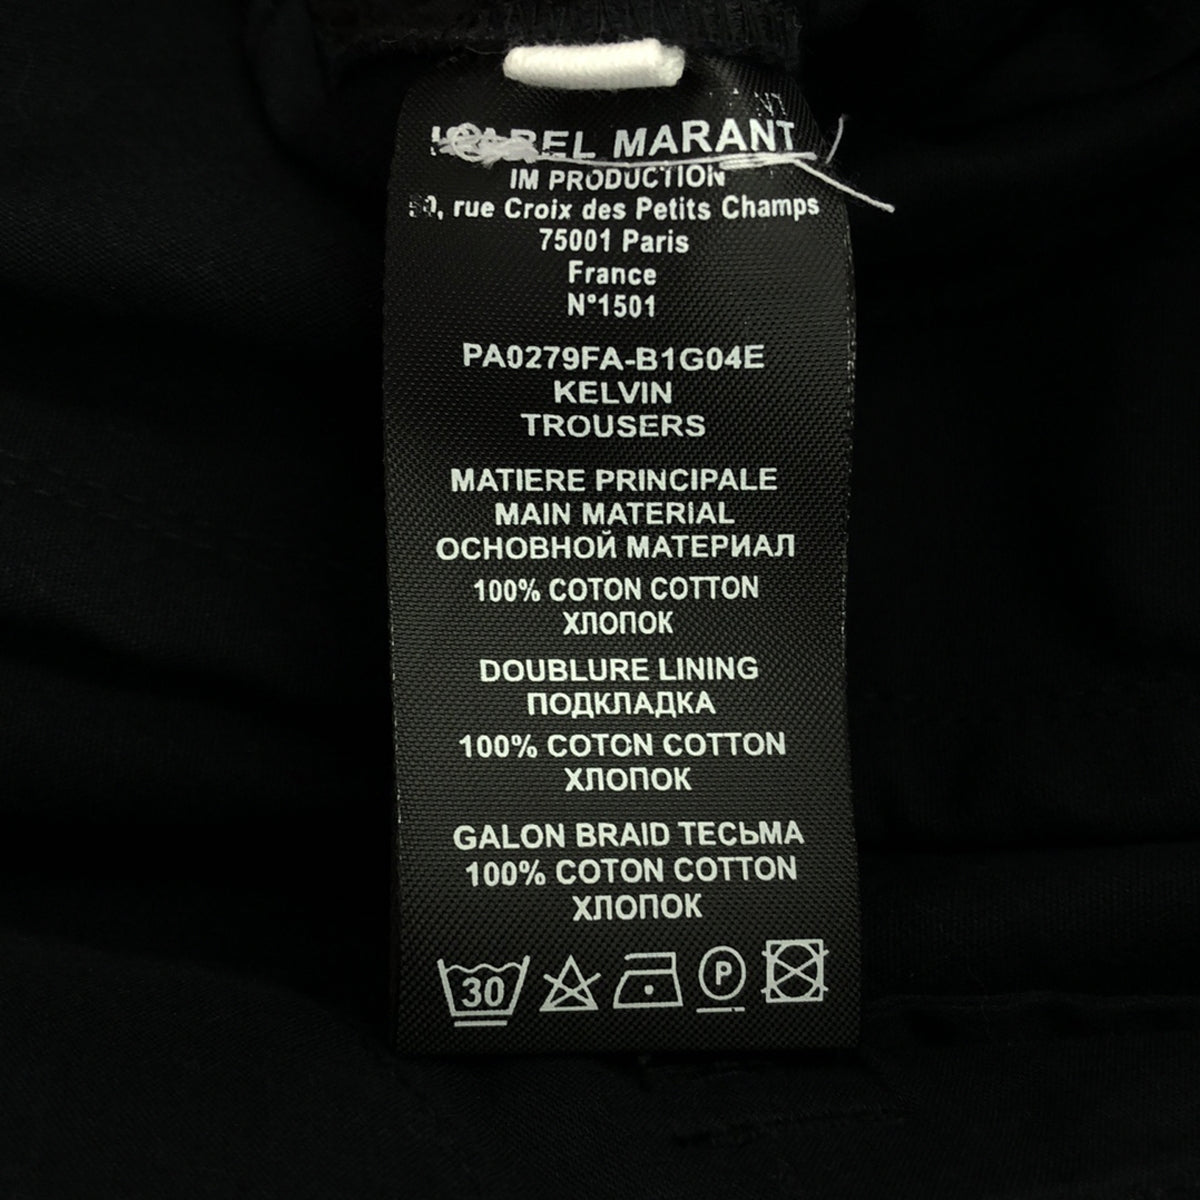 MARANT
IM PRODUCTION
rue Croix des Petits Champs
75001 Paris
France
N°1501
PA0279FA-B1G04E
KELVIN
TROUSERS
MATIERE PRINCIPALE
MAIN MATERIAL
ОСНОВНОЙ МАТЕРИАЛ
100% COTON COTTON
ХЛОПОК
DOUBLURE LINING
ПОДКЛАДКА
100% COTON COTTON
ХЛОПОК
GALON BRAID ТЕСЬМА
100% COTON COTTON
ХЛОПОК
30 P